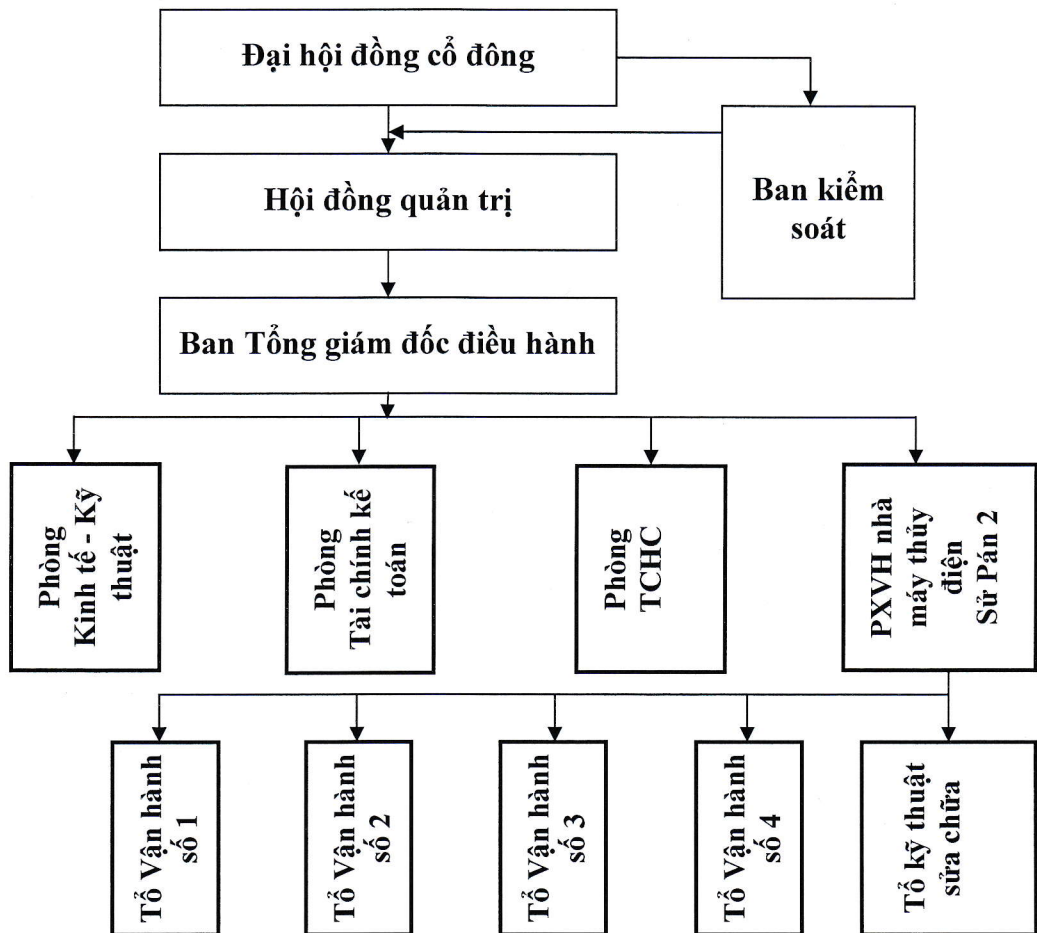 Đại hội đồng cổ đông
Hội đồng quản trị
Ban kiểm
soát
Ban Tổng giám đốc điều hành
Phòng
Kinh tế - Kỹ
thuật
Phòng
Tài chính kế
toán
Phòng
TCHC
PXVH nhà
máy thủy
điện
Sử Pán 2
Tổ Vận hành
số 1
Tổ Vận hành
số 2
Tổ Vận hành
số 3
Tổ Vận hành
số 4
Tổ kỹ thuật
sửa chữa